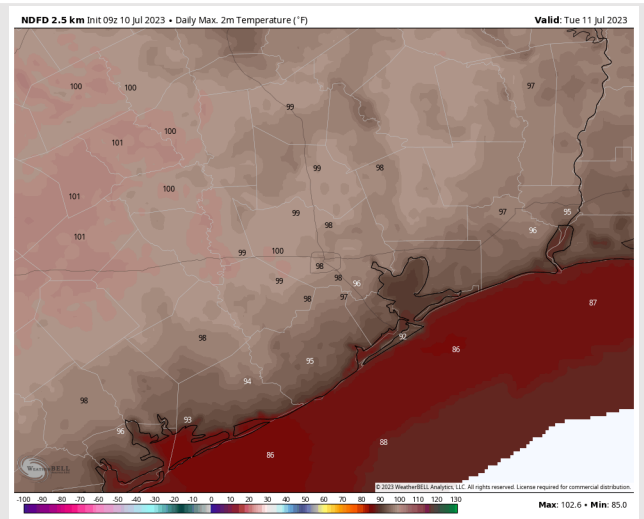 NDFD 2.5 km Init 09z 10 Jul 2023 • Daily Max. 2m Temperature (°F)
Valid: Tue 11 Jul 2023
100 100 97
99
100
101
99 98
100
101
99 97 95
98 96
101
99 100
98
99 98 96
98 97
87
98 92
86
95
94
98
93
96
88
86
WEATHERBELL
© 2023 WeatherBELL Analytics, LLC. All rights reserved. License required for commercial distribution.
-100 -90 -80 -70 -60 -50 -40 -30 -20 -10 0 10 20 30 40 50 60 70 80 90 100 110 120 130
Max: 102.6 • Min: 85.0